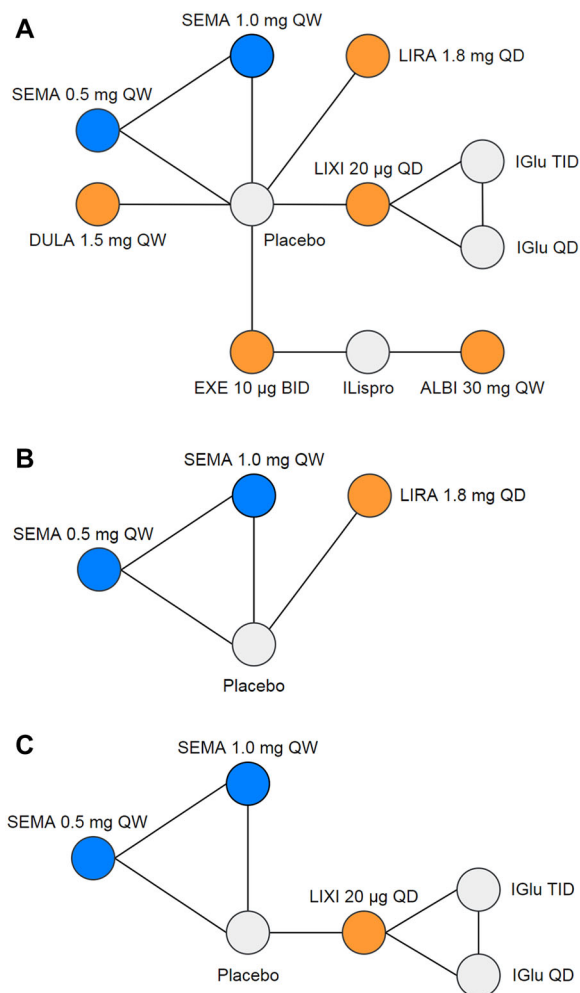 A
SEMA 1.0 mg QW
LIRA 1.8 mg QD
SEMA 0.5 mg QW
LIXI 20 µg QD
IGlu TID
DULA 1.5 mg QW
Placebo
IGlu QD
EXE 10 µg BID
ILispro
ALBI 30 mg QW
B
SEMA 1.0 mg QW
LIRA 1.8 mg QD
SEMA 0.5 mg QW
Placebo
C
SEMA 1.0 mg QW
SEMA 0.5 mg QW
LIXI 20 µg QD
IGlu TID
Placebo
IGlu QD